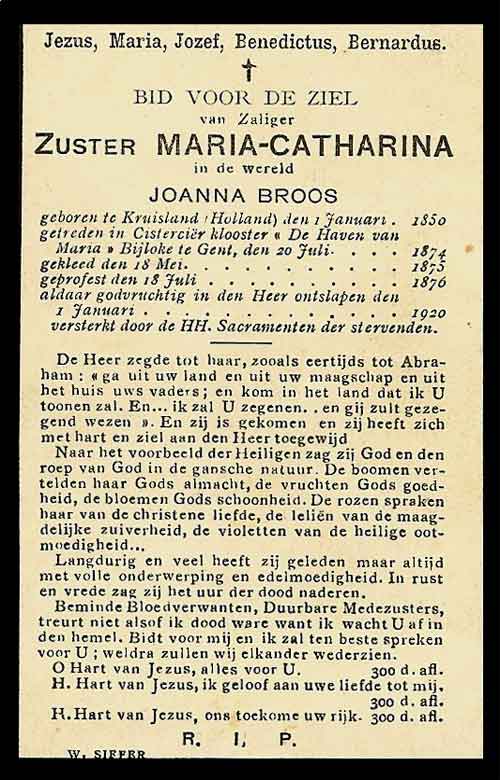 Jezus, Maria, Jozef, Benedictus, Bernardus.
BID VOOR DE ZIEL
van Zaliger
ZUSTER MARIA-CATHARINA
in de wereld
JOANNA BROOS
geboren te Kruisland (Holland) den 1 Januari . 1850
getreden in Cisterciër klooster « De Haven van
Maria » Bijloke te Gent, den 20 Juli. . . . . 1874
gekleed den 18 Mei. . . . . . . . . . 1875
geprofest den 18 Juli . . . . . . . . . 1876
aldaar godvruchtig in den Heer ontslapen den
1 Januari . . . . . . . . . . . . . 1920
versterkt door de HH. Sacramenten der stervenden.
De Heer zegde tot haar, zooals eertijds tot Abra-
ham : « ga uit uw land en uit uw maagschap en uit
het huis uws vaders ; en kom in het land dat ik U
toonen zal. En... ik zal U zegenen. . en gij zult geze-
gend wezen ». En zij is gekomen en zij heeft zich
met hart en ziel aan den Heer toegewijd
Naar het voorbeeld der Heiligen zag zij God en den
roep van God in de gansche natuur. De boomen ver-
telden haar Gods almacht, de vruchten Gods goed-
heid, de bloemen Gods schoonheid. De rozen spraken
haar van de christene liefde, de leliën van de maag-
delijke zuiverheid, de violetten van de heilige oot-
moedigheid...
Langdurig en veel heeft zij geleden maar altijd
met volle onderwerping en edelmoedigheid. In rust
en vrede zag zij het uur der dood naderen.
Beminde Bloedverwanten, Duurbare Medezusters,
treurt niet alsof ik dood ware want ik wacht U af in
den hemel. Bidt voor mij en ik zal ten beste spreken
voor U ; weldra zullen wij elkander wederzien.
O Hart van Jezus, alles voor U. 300 d. afl.
H. Hart van Jezus, ik geloof aan uwe liefde tot mij.
300 d. afl.
H. Hart van Jezus, ons toekome uw rijk. 300 d. afl.
R. I. P.
W. SIFFER